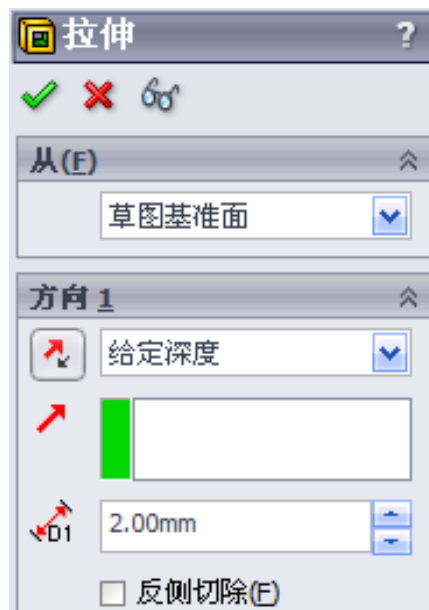 拉伸 ?
从(F)
草图基准面
方向 1
给定深度
D1 2.00mm
反侧切除(F)